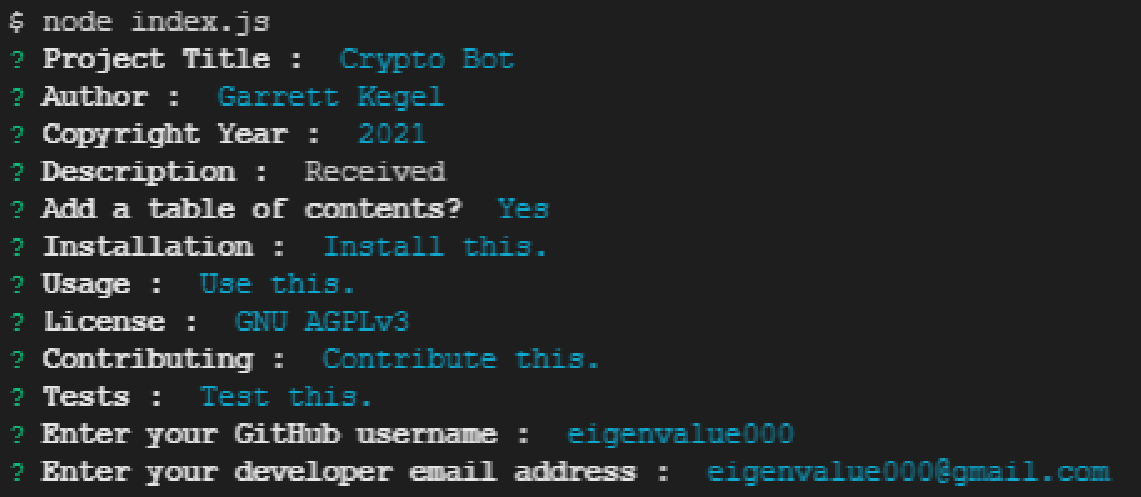 $ node index.js
? Project Title :  Crypto Bot
? Author :  Garrett Kegel
? Copyright Year :  2021
? Description :  Received
? Add a table of contents?  Yes
? Installation :  Install this.
? Usage :  Use this.
? License :  GNU AGPLv3
? Contributing :  Contribute this.
? Tests :  Test this.
? Enter your GitHub username :  eigenvalue000
? Enter your developer email address :  eigenvalue000@gmail.com